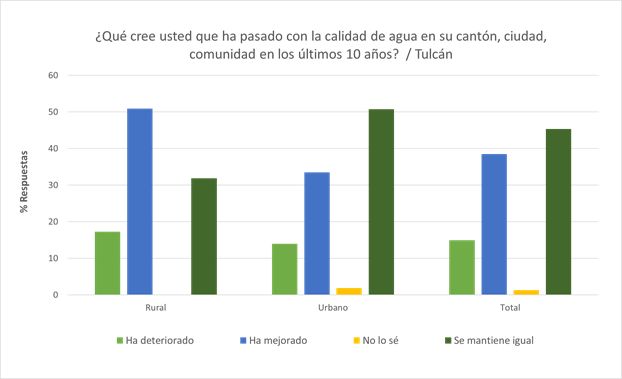 ¿Qué cree usted que ha pasado con la calidad de agua en su cantón, ciudad,
comunidad en los últimos 10 años?  / Tulcán
% Respuestas
60
50
40
30
20
10
0
Rural
Urbano
Total
Ha deteriorado
Ha mejorado
No lo sé
Se mantiene igual